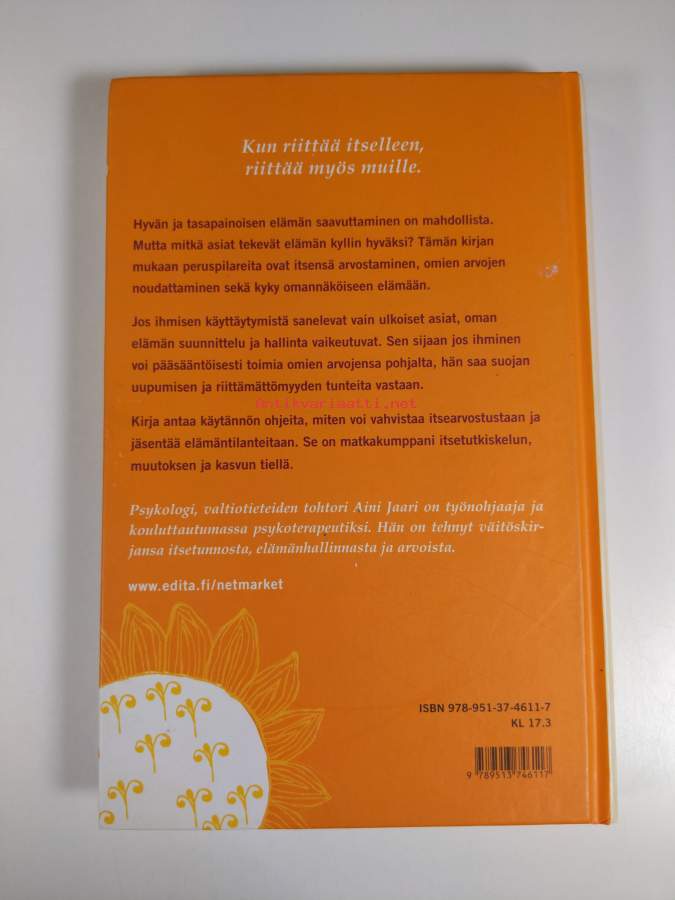 Kun riittää itselleen,
riittää myös muille.
Hyvän ja tasapainoisen elämän saavuttaminen on mahdollista.
Mutta mitkä asiat tekevät elämän kyllin hyväksi? Tämän kirjan
mukaan peruspilareita ovat itsensä arvostaminen, omien arvojen
noudattaminen sekä kyky omannäköiseen elämään.
Jos ihmisen käyttäytymistä sanelevat vain ulkoiset asiat, oman
elämän suunnittelu ja hallinta vaikeutuvat. Sen sijaan jos ihminen
voi pääsääntöisesti toimia omien arvojensa pohjalta, hän saa suojan
uupumisen ja riittämättömyyden tunteita vastaan.
Antikvariaatti.net
Kirja antaa käytännön ohjeita, miten voi vahvistaa itsearvostustaan ja
jäsentää elämäntilanteitaan. Se on matkakumppani itsetutkiskelun,
muutoksen ja kasvun tiellä.
Psykologi, valtiotieteiden tohtori Aini Jaari on työnohjaaja ja
kouluttautumassa psykoterapeutiksi. Hän on tehnyt väitöskir-
jansa itsetunnosta, elämänhallinnasta ja arvoista.
www.edita.fi/netmarket
ISBN 978-951-37-4611-7
KL 17.3
9 789513 746117